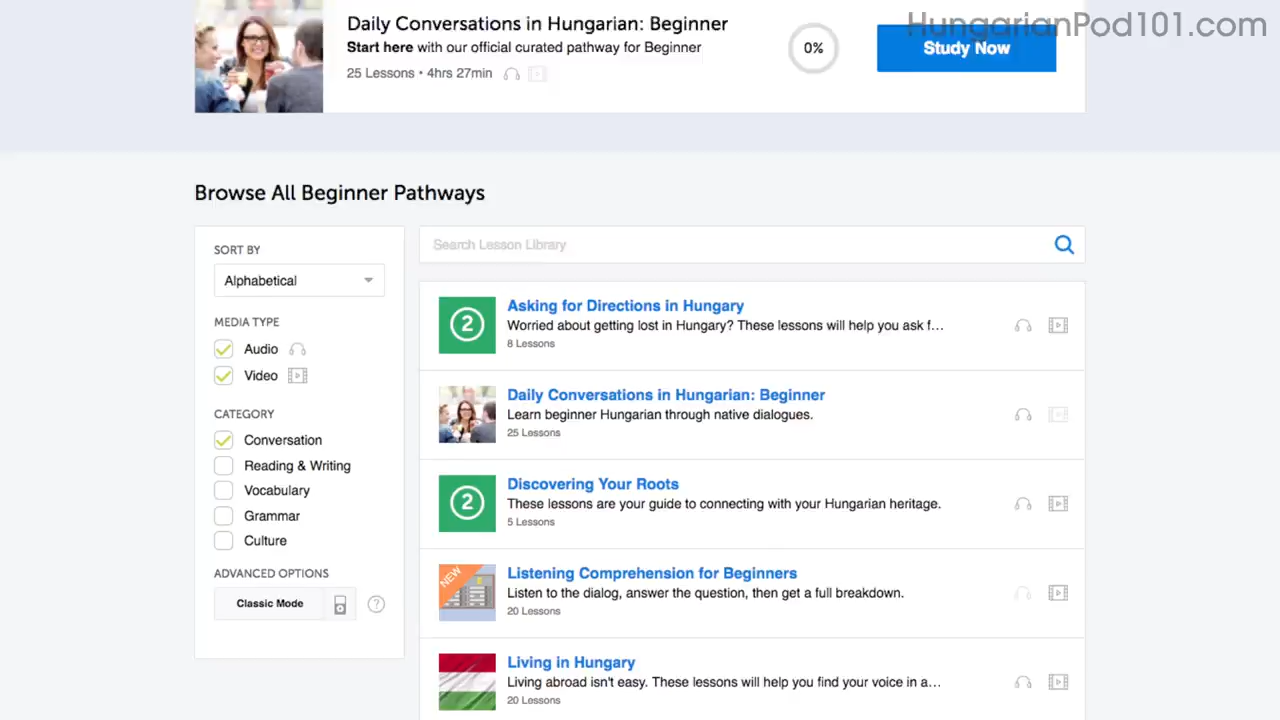 HungarianPod101.com
Daily Conversations in Hungarian: Beginner
Start here with our official curated pathway for Beginner
25 Lessons • 4hrs 27min
0%
Study Now
Browse All Beginner Pathways
SORT BY
Alphabetical
MEDIA TYPE
Audio
Video
CATEGORY
Conversation
Reading & Writing
Vocabulary
Grammar
Culture
ADVANCED OPTIONS
Classic Mode
?
Search Lesson Library
2
Asking for Directions in Hungary
Worried about getting lost in Hungary? These lessons will help you ask f...
8 Lessons
Daily Conversations in Hungarian: Beginner
Learn beginner Hungarian through native dialogues.
25 Lessons
2
Discovering Your Roots
These lessons are your guide to connecting with your Hungarian heritage.
5 Lessons
NEW
Listening Comprehension for Beginners
Listen to the dialog, answer the question, then get a full breakdown.
20 Lessons
Living in Hungary
Living abroad isn't easy. These lessons will help you find your voice in a...
20 Lessons